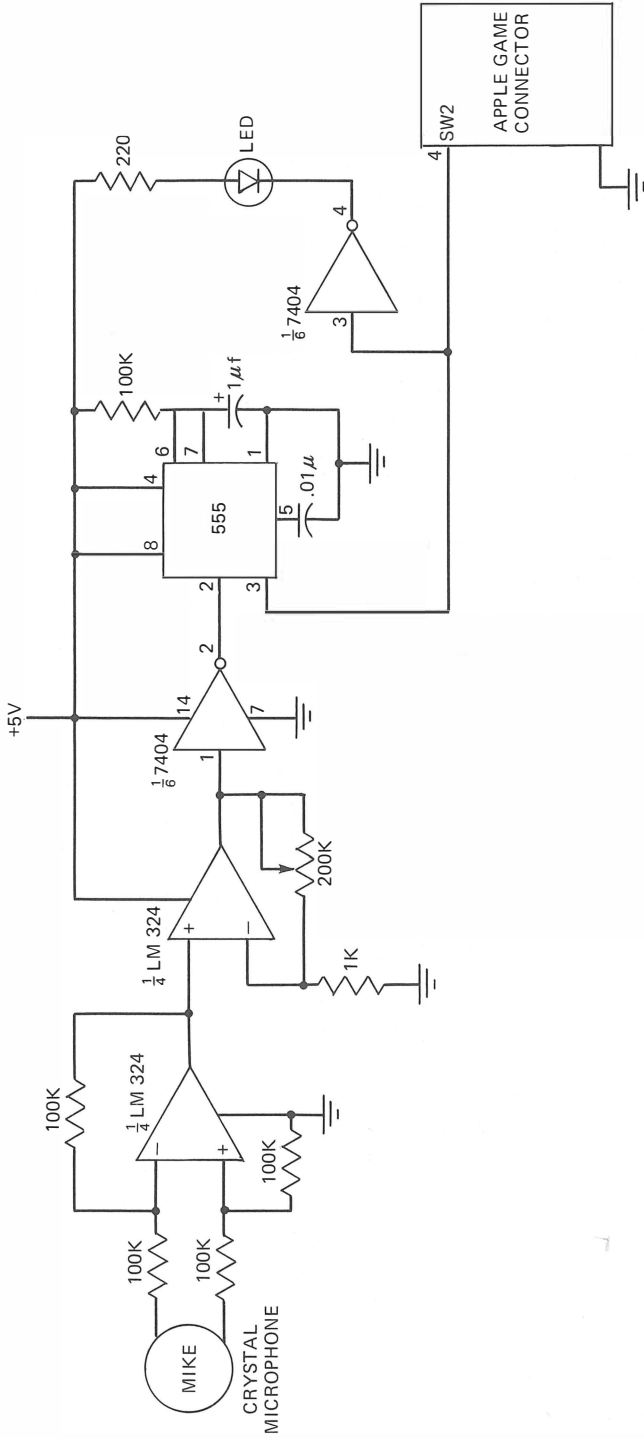 MIKE
CRYSTAL
MICROPHONE
100K
100K
100K
100K
−
+
1/4 LM 324
1/4 LM 324
+
−
200K
1K
+5V
1/6 7404
14
1
2
7
555
8
4
2
3
6
7
1
5
.01μ
100K
+
1μf
1/6 7404
3
4
220
LED
4
SW2
APPLE GAME
CONNECTOR